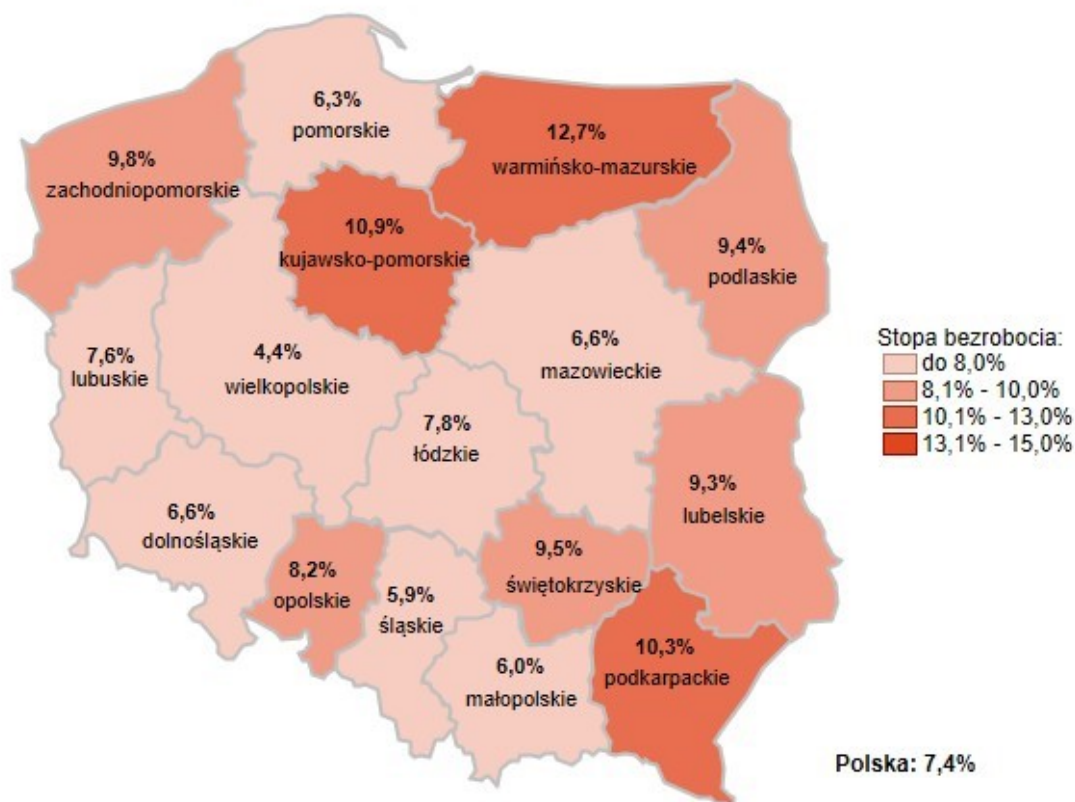 6,3%
pomorskie
12,7%
warmińsko-mazurskie
9,8%
zachodniopomorskie
10,9%
kujawsko-pomorskie
9,4%
podlaskie
7,6%
lubuskie
4,4%
wielkopolskie
6,6%
mazowieckie
7,8%
łódzkie
Stopa bezrobocia:
do 8,0%
8,1% - 10,0%
10,1% - 13,0%
13,1% - 15,0%
9,3%
lubelskie
6,6%
dolnośląskie
8,2%
opolskie
5,9%
śląskie
9,5%
świętokrzyskie
6,0%
małopolskie
10,3%
podkarpackie
Polska: 7,4%